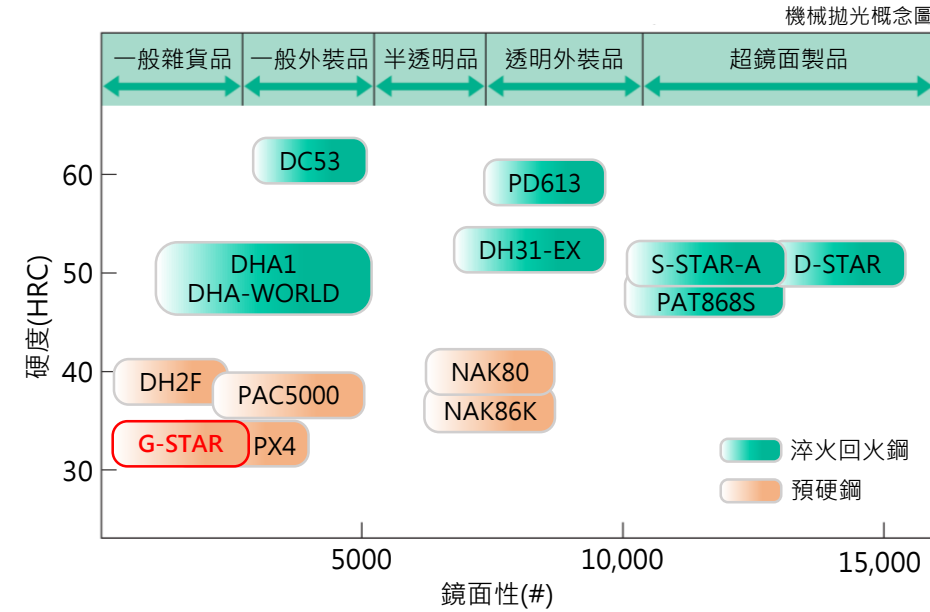 機械拋光概念圖
一般雜貨品 一般外裝品 半透明品 透明外裝品 超鏡面製品
DC53
60
PD613
DH31-EX
DHA1
DHA-WORLD
S-STAR-A D-STAR
50
PAT868S
硬度(HRC)
40
DH2F
PAC5000
NAK80
NAK86K
G-STAR PX4
30
淬火回火鋼
預硬鋼
5000 10,000 15,000
鏡面性(#)